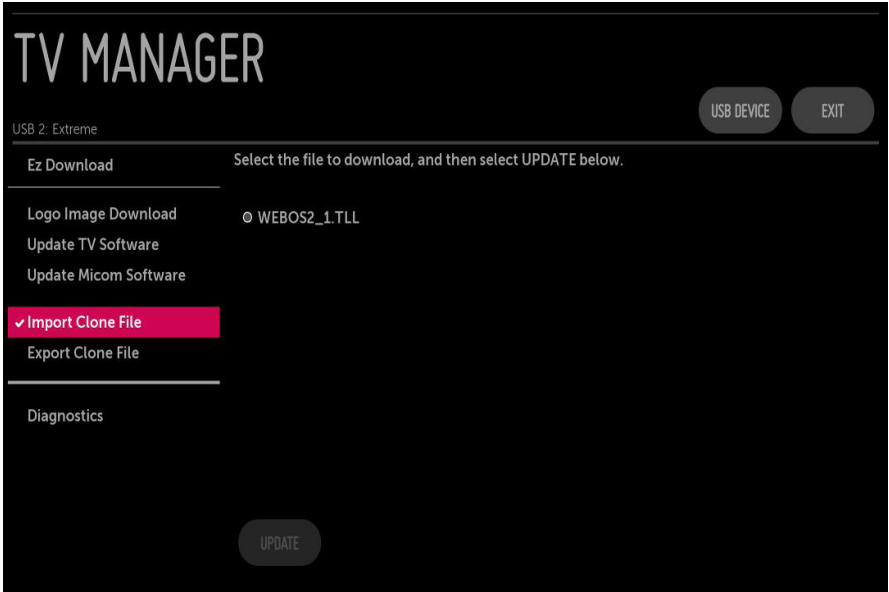 TV MANAGER
USB DEVICE
EXIT
USB 2: Extreme
Ez Download
Logo Image Download
Update TV Software
Update Micom Software
Import Clone File
Export Clone File
Diagnostics
Select the file to download, and then select UPDATE below.
WEBOS2_1.TLL
UPDATE